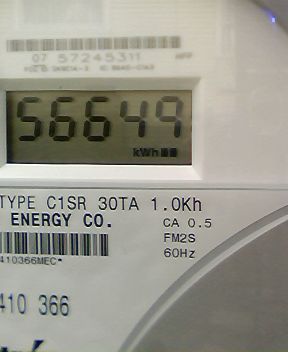 07 57245311
56649
kWh
TYPE C1SR 30TA 1.0Kh
ENERGY CO. CA 0.5
FM2S
410366MEC* 60Hz
410 366